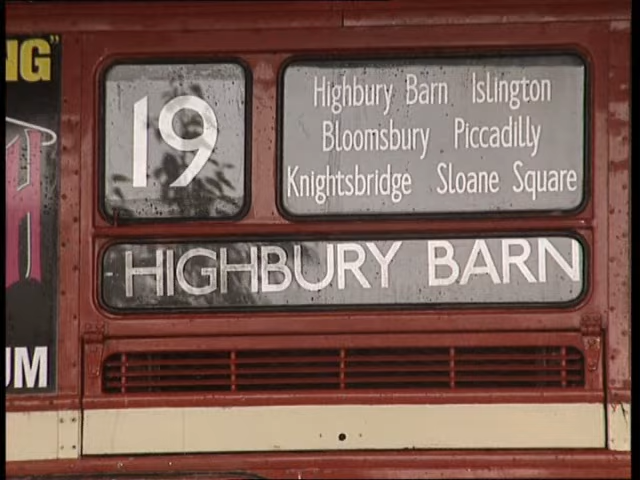 NG"
19
Highbury Barn Islington
Bloomsbury Piccadilly
Knightsbridge Sloane Square
HIGHBURY BARN
UM